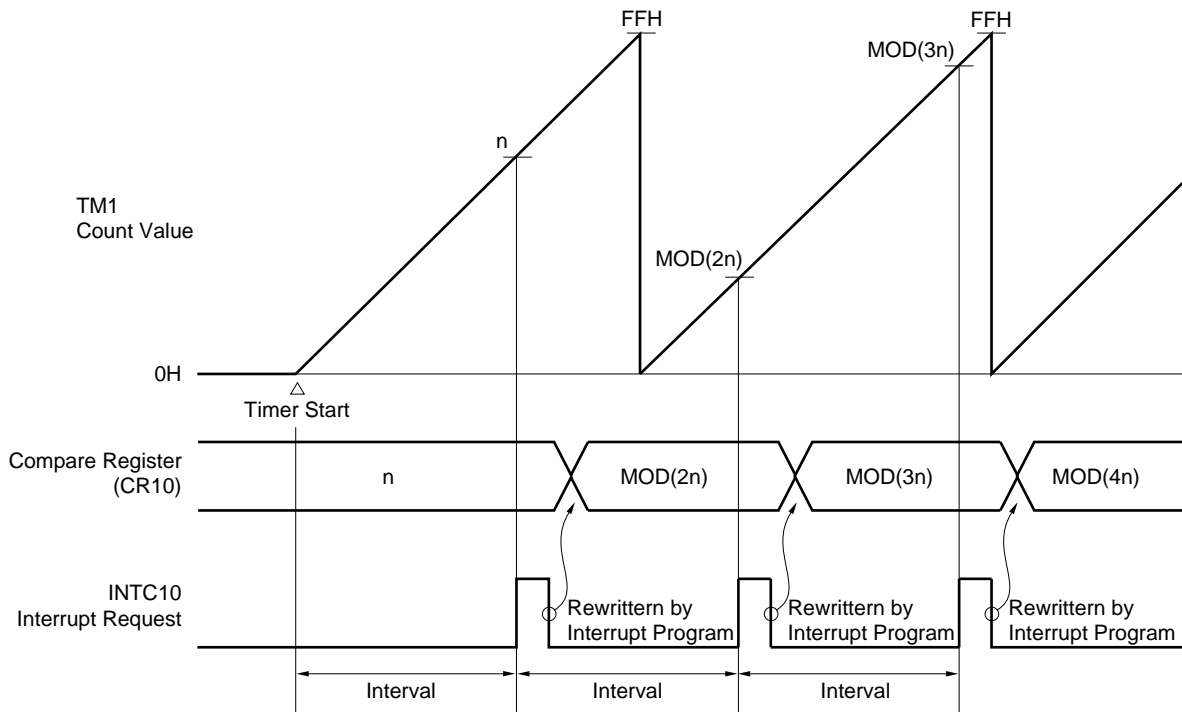 FFH
FFH
MOD(3n)
n
TM1
Count Value
MOD(2n)
0H
Timer Start
Compare Register
(CR10)
n
MOD(2n)
MOD(3n)
MOD(4n)
INTC10
Interrupt Request
Rewrittern by
Interrupt Program
Rewrittern by
Interrupt Program
Rewrittern by
Interrupt Program
Interval
Interval
Interval